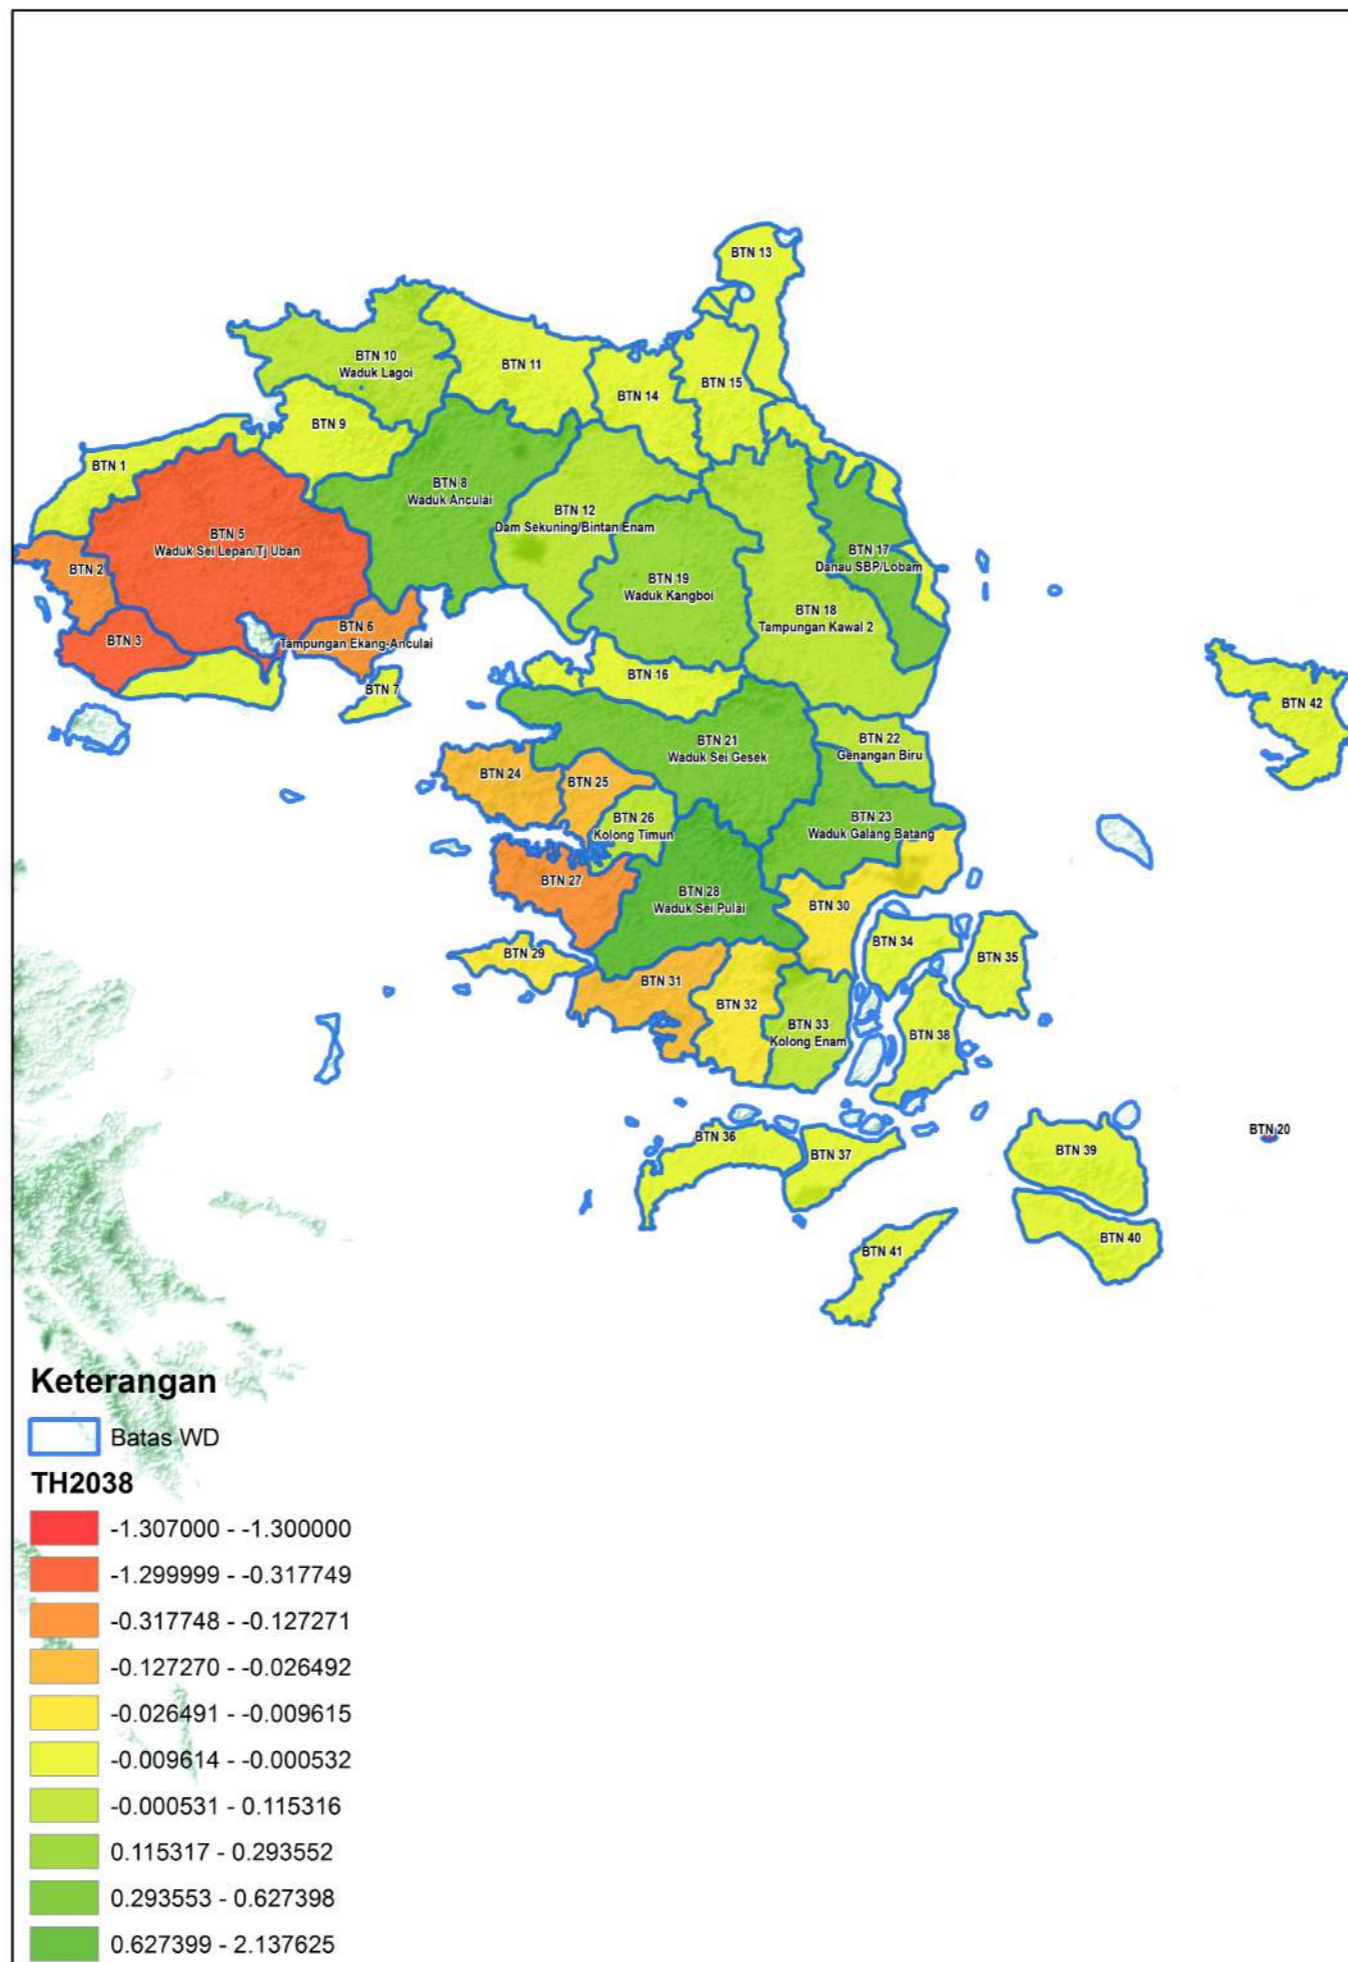 BTN 13
BTN 10
Waduk Lagoi
BTN 11
BTN 14
BTN 15
BTN 9
BTN 1
BTN 8
Waduk Anculai
BTN 12
Dam Sekuning/Bintan Enam
BTN 5
Waduk Sei Lepan/Tj Uban
BTN 17
Danau SBP/Lobam
BTN 2
BTN 19
Waduk Kangboi
BTN 18
Tampungan Kawal 2
BTN 3
BTN 6
Tampungan Ekang-Anculai
BTN 7
BTN 16
BTN 42
BTN 21
Waduk Sei Gesek
BTN 22
Genangan Biru
BTN 24
BTN 25
BTN 26
Kolong Timun
BTN 23
Waduk Galang Batang
BTN 27
BTN 28
Waduk Sei Pulai
BTN 30
BTN 29
BTN 34
BTN 35
BTN 31
BTN 32
BTN 33
Kolong Enam
BTN 38
BTN 20
BTN 36
BTN 37
BTN 39
BTN 40
BTN 41
Keterangan
Batas WD
TH2038
-1.307000 - -1.300000
-1.299999 - -0.317749
-0.317748 - -0.127271
-0.127270 - -0.026492
-0.026491 - -0.009615
-0.009614 - -0.000532
-0.000531 - 0.115316
0.115317 - 0.293552
0.293553 - 0.627398
0.627399 - 2.137625